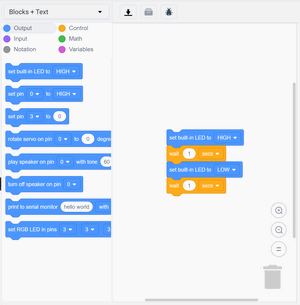 Blocks + Text
Output
Control
Input
Math
Notation
Variables
set built-in LED to HIGH
set pin 0 to HIGH
set pin 3 to 0
rotate servo on pin 0 to 0 degre
play speaker on pin 0 with tone 60
turn off speaker on pin 0
print to serial monitor hello world with
set RGB LED in pins 3 3 3
set built-in LED to HIGH
wait 1 secs
set built-in LED to LOW
wait 1 secs